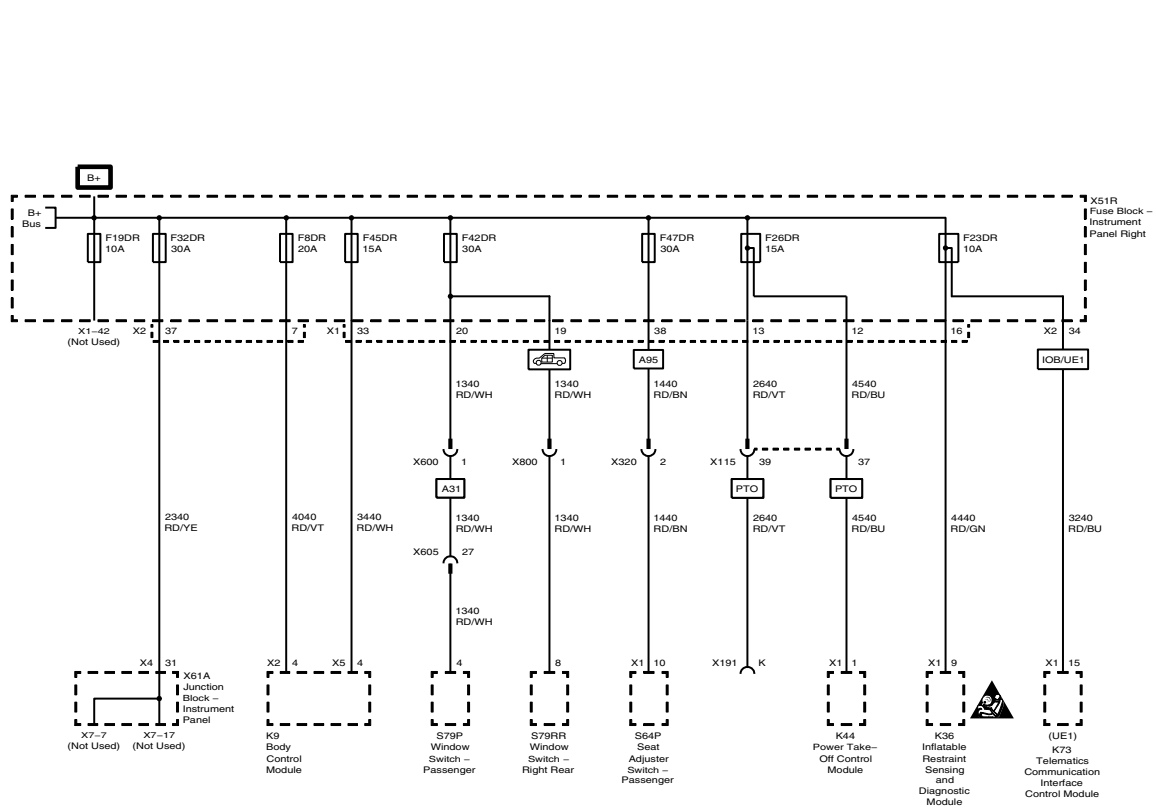 B+
X51R
Fuse Block –
Instrument
Panel Right
B+
Bus
F19DR
10A
F32DR
30A
F8DR
20A
F45DR
15A
F42DR
30A
F47DR
30A
F26DR
15A
F23DR
10A
X1–42
(Not Used)
X2 37
7
X1 33
20
19
38
13
12
16
X2 34
A95
IOB/UE1
1340
RD/WH
1340
RD/WH
1440
RD/BN
2640
RD/VT
4540
RD/BU
X600 1
X800 1
X320 2
X115 39
37
A31
PTO
PTO
2340
RD/YE
4040
RD/VT
3440
RD/WH
1340
RD/WH
1340
RD/WH
1440
RD/BN
2640
RD/VT
4540
RD/BU
4440
RD/GN
3240
RD/BU
X605 27
1340
RD/WH
X4 31
X2 4
X5 4
4
8
X1 10
X191 K
X1 1
X1 9
X1 15
X61A
Junction
Block –
Instrument
Panel
X7–7
(Not Used)
X7–17
(Not Used)
K9
Body
Control
Module
S79P
Window
Switch –
Passenger
S79RR
Window
Switch –
Right Rear
S64P
Seat
Adjuster
Switch –
Passenger
K44
Power Take–
Off Control
Module
K36
Inflatable
Restraint
Sensing
and
Diagnostic
Module
(UE1)
K73
Telematics
Communication
Interface
Control Module